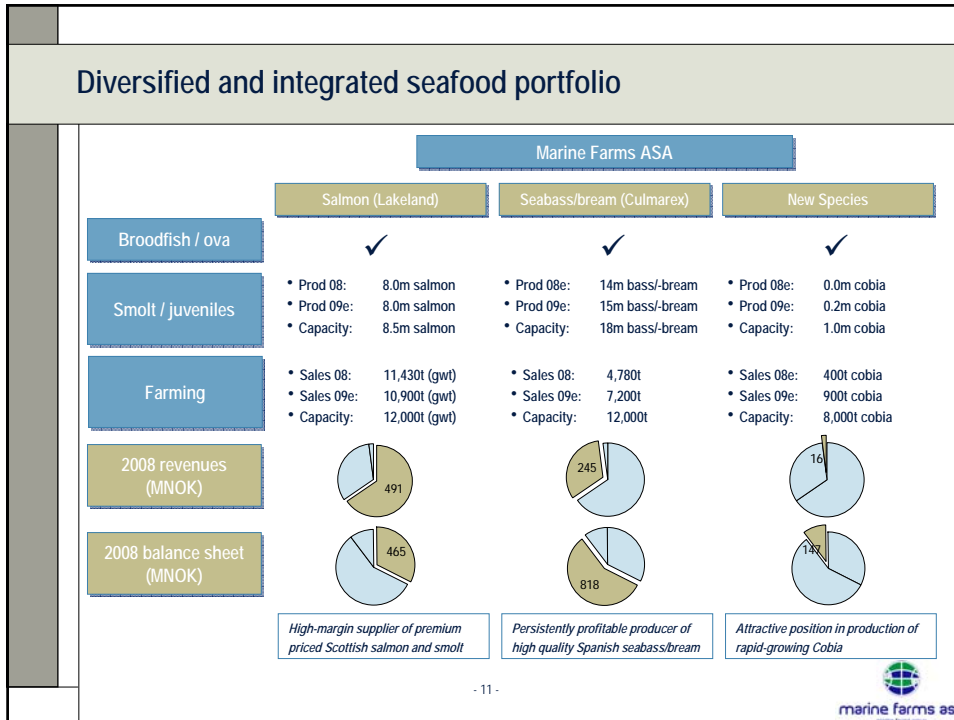 Diversified and integrated seafood portfolio
Marine Farms ASA
Salmon (Lakeland)
Seabass/bream (Culmarex)
New Species
Broodfish / ova
✓
✓
✓
Smolt / juveniles
• Prod 08: 8.0m salmon
• Prod 09e: 8.0m salmon
• Capacity: 8.5m salmon
• Prod 08e: 14m bass/-bream
• Prod 09e: 15m bass/-bream
• Capacity: 18m bass/-bream
• Prod 08e: 0.0m cobia
• Prod 09e: 0.2m cobia
• Capacity: 1.0m cobia
Farming
• Sales 08: 11,430t (gwt)
• Sales 09e: 10,900t (gwt)
• Capacity: 12,000t (gwt)
• Sales 08: 4,780t
• Sales 09e: 7,200t
• Capacity: 12,000t
• Sales 08e: 400t cobia
• Sales 09e: 900t cobia
• Capacity: 8,000t cobia
2008 revenues
(MNOK)
491
245
16
2008 balance sheet
(MNOK)
465
818
147
High-margin supplier of premium
priced Scottish salmon and smolt
Persistently profitable producer of
high quality Spanish seabass/bream
Attractive position in production of
rapid-growing Cobia
- 11 -
marine farms as